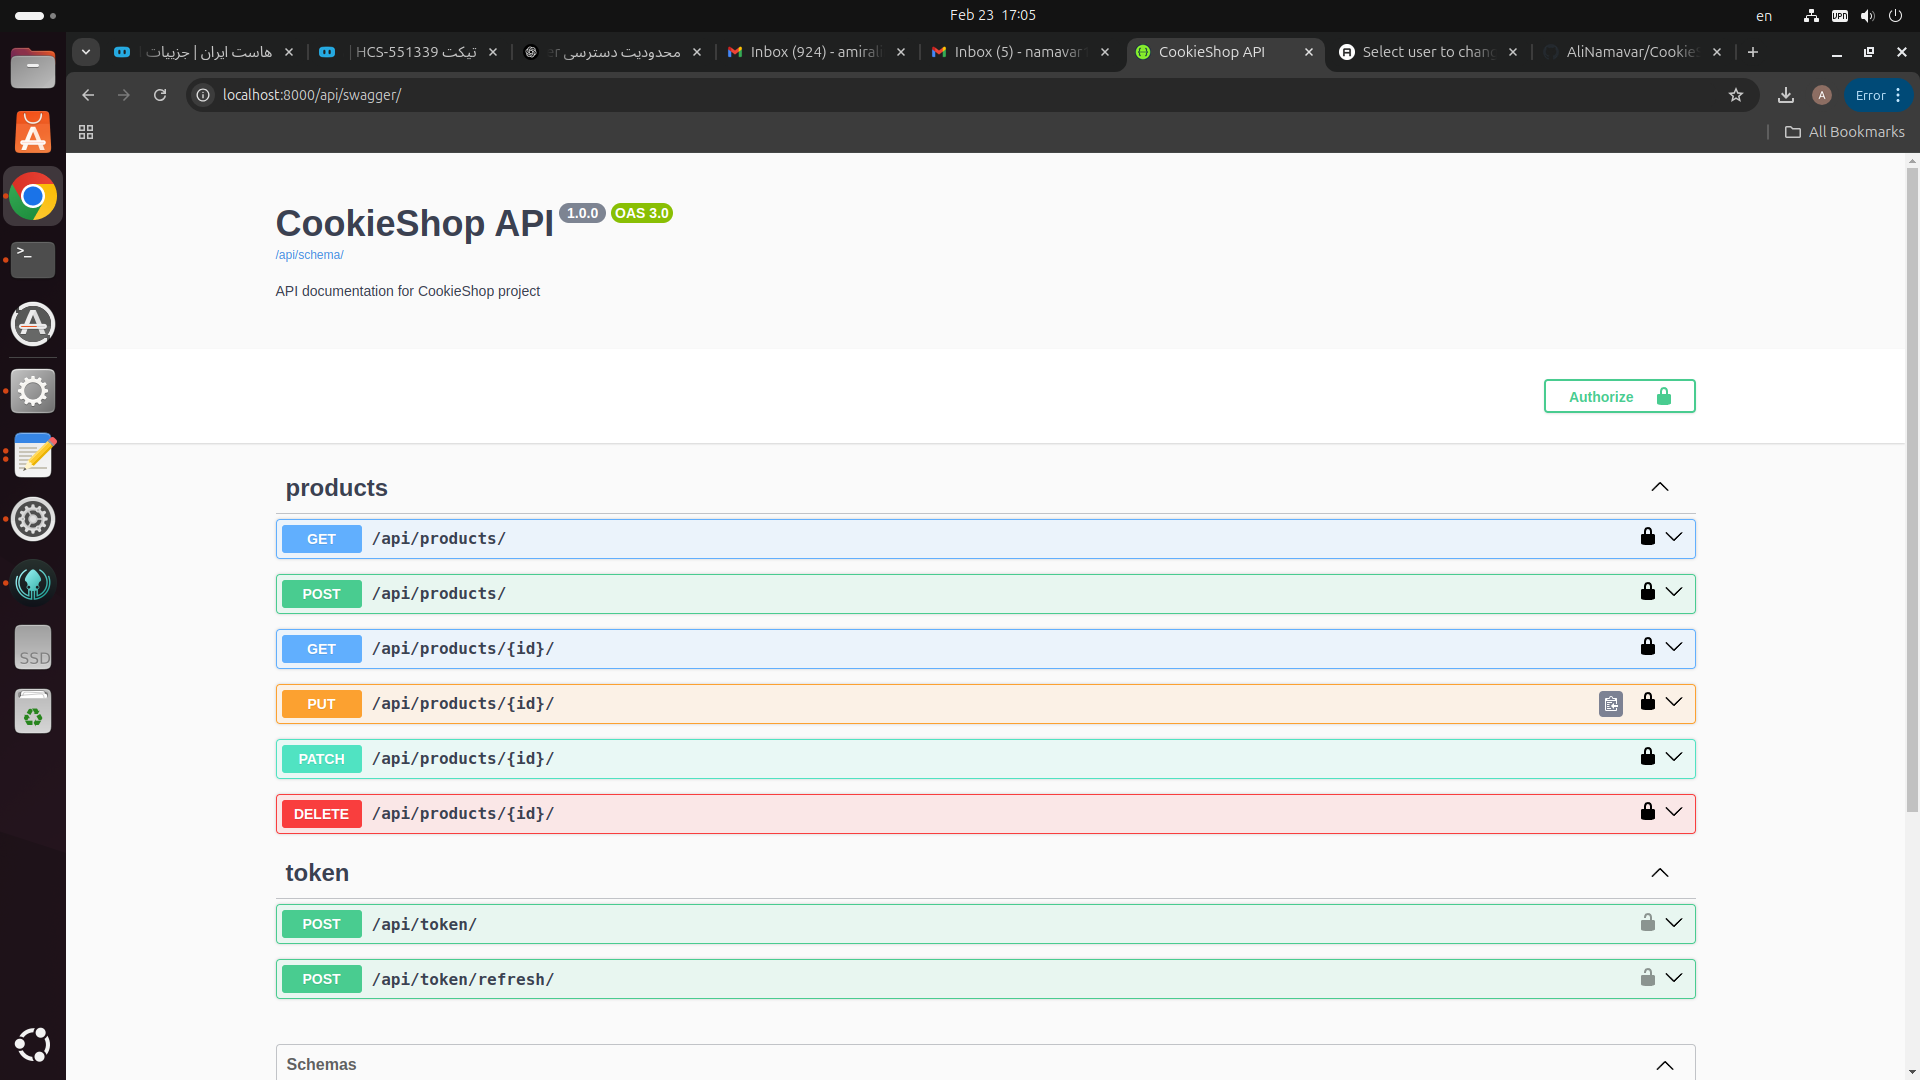 Feb 23 17:05
en
VPN
هاست ایران | جزییات
تیکت HCS-551339 |
محدودیت دسترسی
Inbox (924) - amirali
Inbox (5) - namavar
CookieShop API
Select user to chang
AliNamavar/Cookie
localhost:8000/api/swagger/
A
Error
All Bookmarks
CookieShop API 1.0.0 OAS 3.0
/api/schema/
API documentation for CookieShop project
Authorize
products
GET /api/products/
POST /api/products/
GET /api/products/{id}/
PUT /api/products/{id}/
PATCH /api/products/{id}/
DELETE /api/products/{id}/
token
POST /api/token/
POST /api/token/refresh/
Schemas
SSD